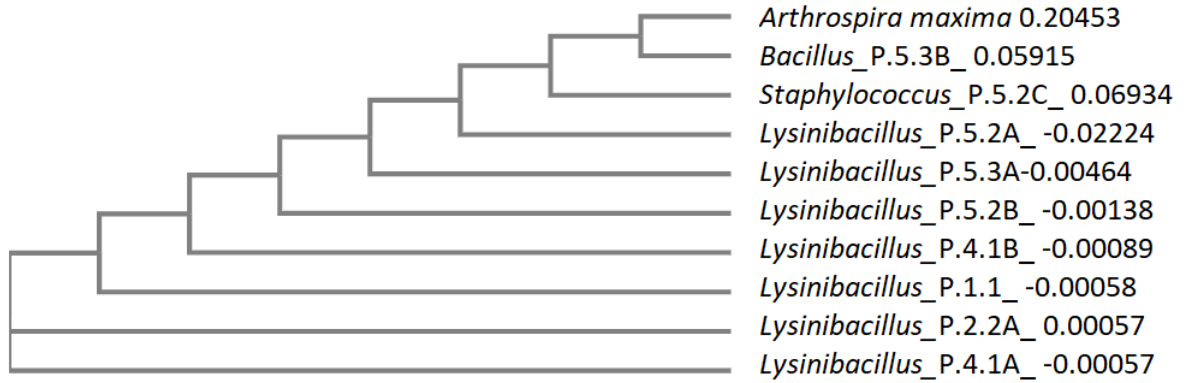 Arthrospira maxima 0.20453
Bacillus_P.5.3B_ 0.05915
Staphylococcus_P.5.2C_ 0.06934
Lysinibacillus_P.5.2A_ -0.02224
Lysinibacillus_P.5.3A-0.00464
Lysinibacillus_P.5.2B_ -0.00138
Lysinibacillus_P.4.1B_ -0.00089
Lysinibacillus_P.1.1_ -0.00058
Lysinibacillus_P.2.2A_ 0.00057
Lysinibacillus_P.4.1A_ -0.00057